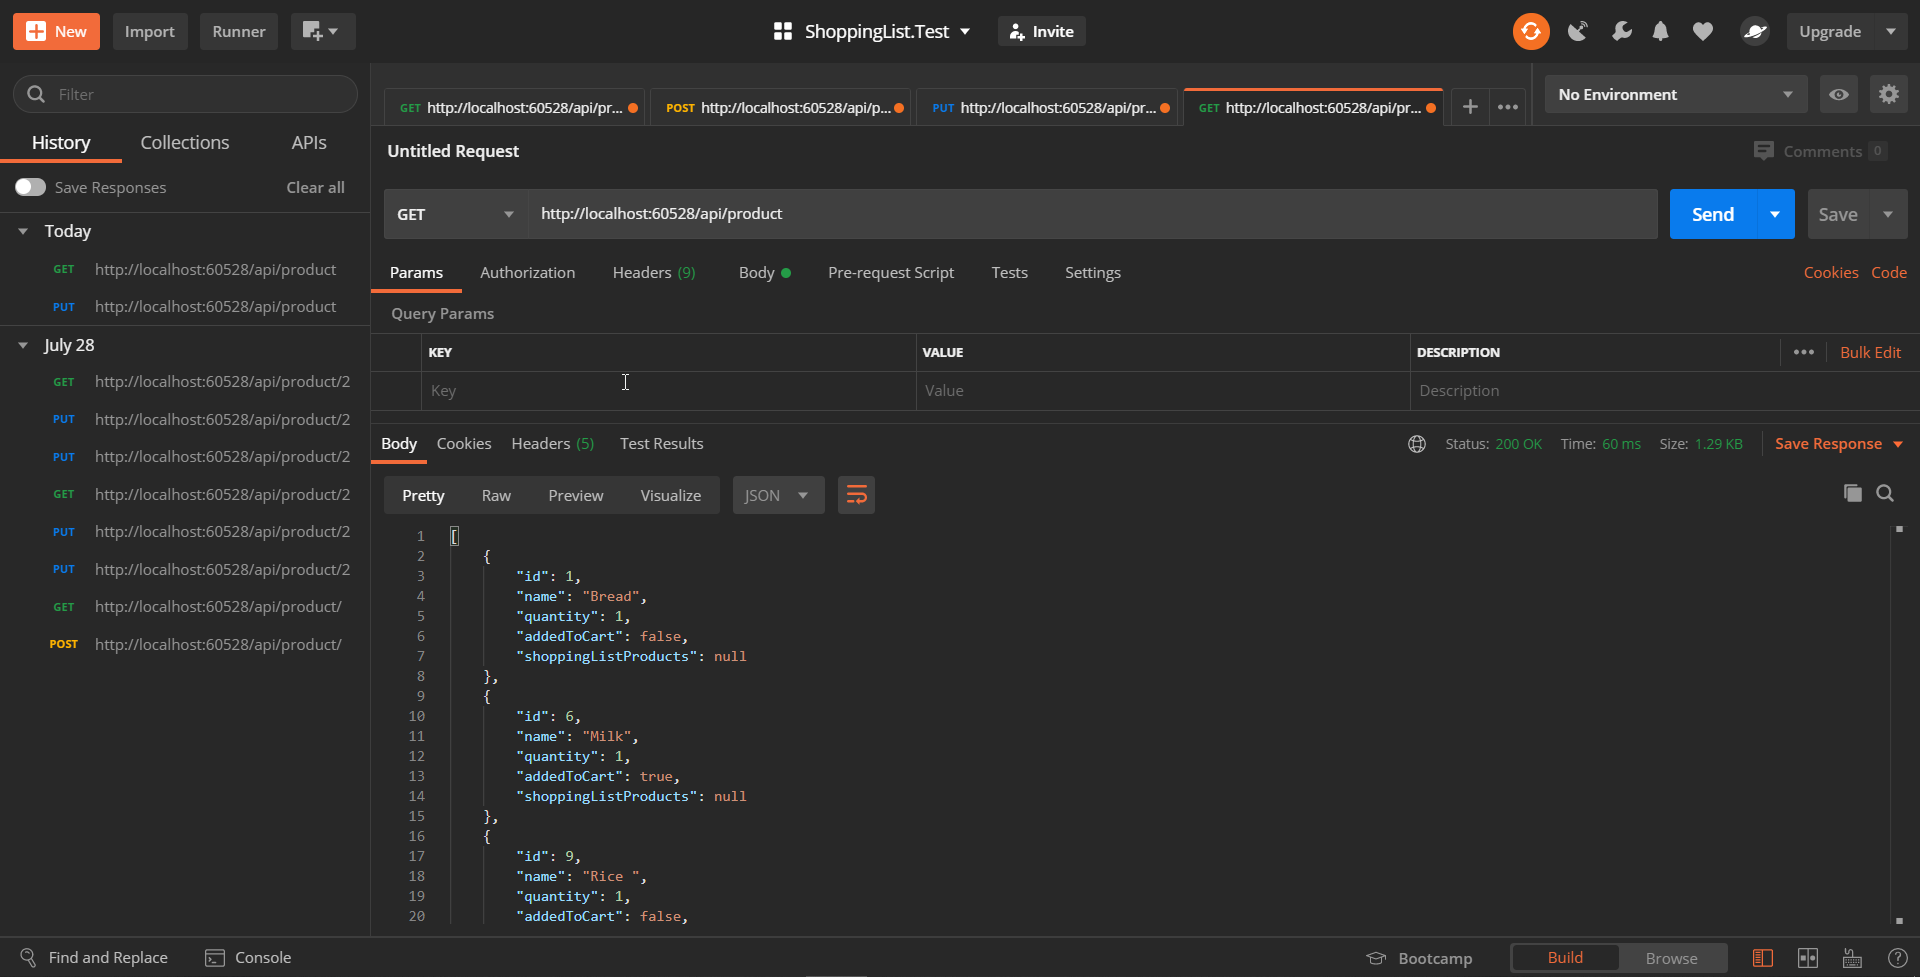 New Import Runner ShoppingList.Test Invite Upgrade
Filter
History Collections APIs
Save Responses Clear all
Today
GET http://localhost:60528/api/product
PUT http://localhost:60528/api/product
July 28
GET http://localhost:60528/api/product/2
PUT http://localhost:60528/api/product/2
PUT http://localhost:60528/api/product/2
GET http://localhost:60528/api/product/2
PUT http://localhost:60528/api/product/2
PUT http://localhost:60528/api/product/2
GET http://localhost:60528/api/product/
POST http://localhost:60528/api/product/
GET http://localhost:60528/api/pr... POST http://localhost:60528/api/p... PUT http://localhost:60528/api/pr... GET http://localhost:60528/api/pr... No Environment
Untitled Request Comments 0
GET http://localhost:60528/api/product Send Save
Params Authorization Headers (9) Body Pre-request Script Tests Settings Cookies Code
Query Params
KEY VALUE DESCRIPTION Bulk Edit
Key Value Description
Body Cookies Headers (5) Test Results Status: 200 OK Time: 60 ms Size: 1.29 KB Save Response
Pretty Raw Preview Visualize JSON
1 [
2 {
3 "id": 1,
4 "name": "Bread",
5 "quantity": 1,
6 "addedToCart": false,
7 "shoppingListProducts": null
8 },
9 {
10 "id": 6,
11 "name": "Milk",
12 "quantity": 1,
13 "addedToCart": true,
14 "shoppingListProducts": null
15 },
16 {
17 "id": 9,
18 "name": "Rice ",
19 "quantity": 1,
20 "addedToCart": false,
Find and Replace Console Bootcamp Build Browse